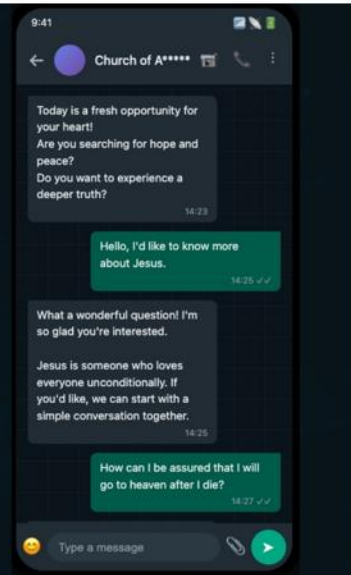 9:41
Church of A*****
Today is a fresh opportunity for
your heart!
Are you searching for hope and
peace?
Do you want to experience a
deeper truth?
14:23
Hello, I'd like to know more
about Jesus.
14:25
What a wonderful question! I'm
so glad you're interested.
Jesus is someone who loves
everyone unconditionally. If
you'd like, we can start with a
simple conversation together.
14:25
How can I be assured that I will
go to heaven after I die?
14:27
Type a message